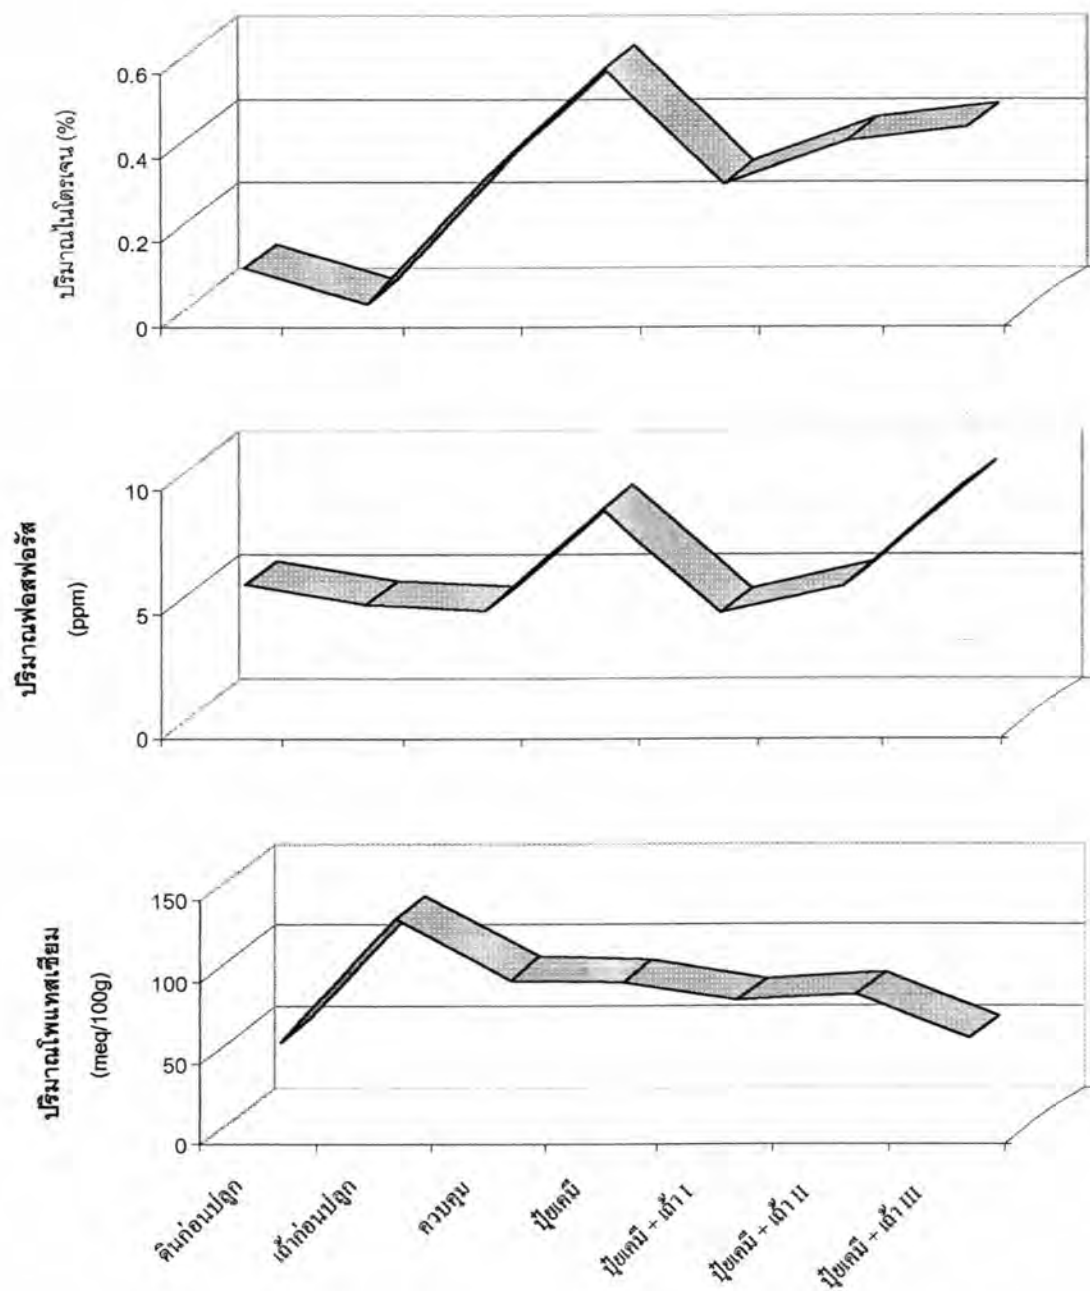 ปริมาณไนโตรเจน (%)
0.6
0.4
0.2
0
ปริมาณฟอสฟอรัส
(ppm)
10
5
0
ปริมาณโพแทสเซียม
(meq/100g)
150
100
50
0
ดินก่อนปลูก
เถ้าก่อนปลูก
ควบคุม
ปุ๋ยเคมี
ปุ๋ยเคมี + เถ้า I
ปุ๋ยเคมี + เถ้า II
ปุ๋ยเคมี + เถ้า III